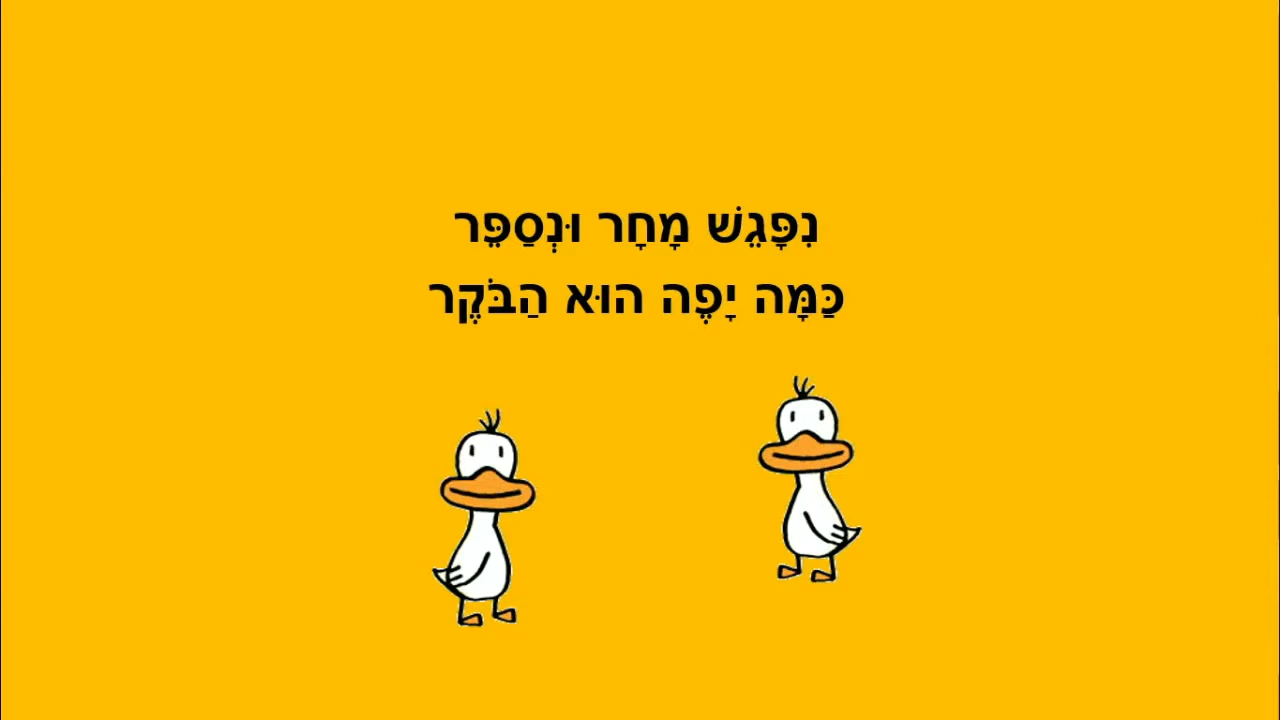 נִפָּגֵשׁ מָחָר וּנְסַפֵּר
כַּמָּה יָפֶה הוּא הַבֹּקֶר